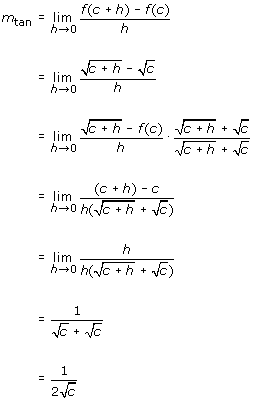 m_tan = lim_{h→0} (f(c + h) − f(c)) / h
= lim_{h→0} (√(c + h) − √c) / h
= lim_{h→0} (√(c + h) − f(c)) / h · (√(c + h) + √c) / (√(c + h) + √c)
= lim_{h→0} ((c + h) − c) / (h(√(c + h) + √c))
= lim_{h→0} h / (h(√(c + h) + √c))
= 1 / (√c + √c)
= 1 / (2√c)